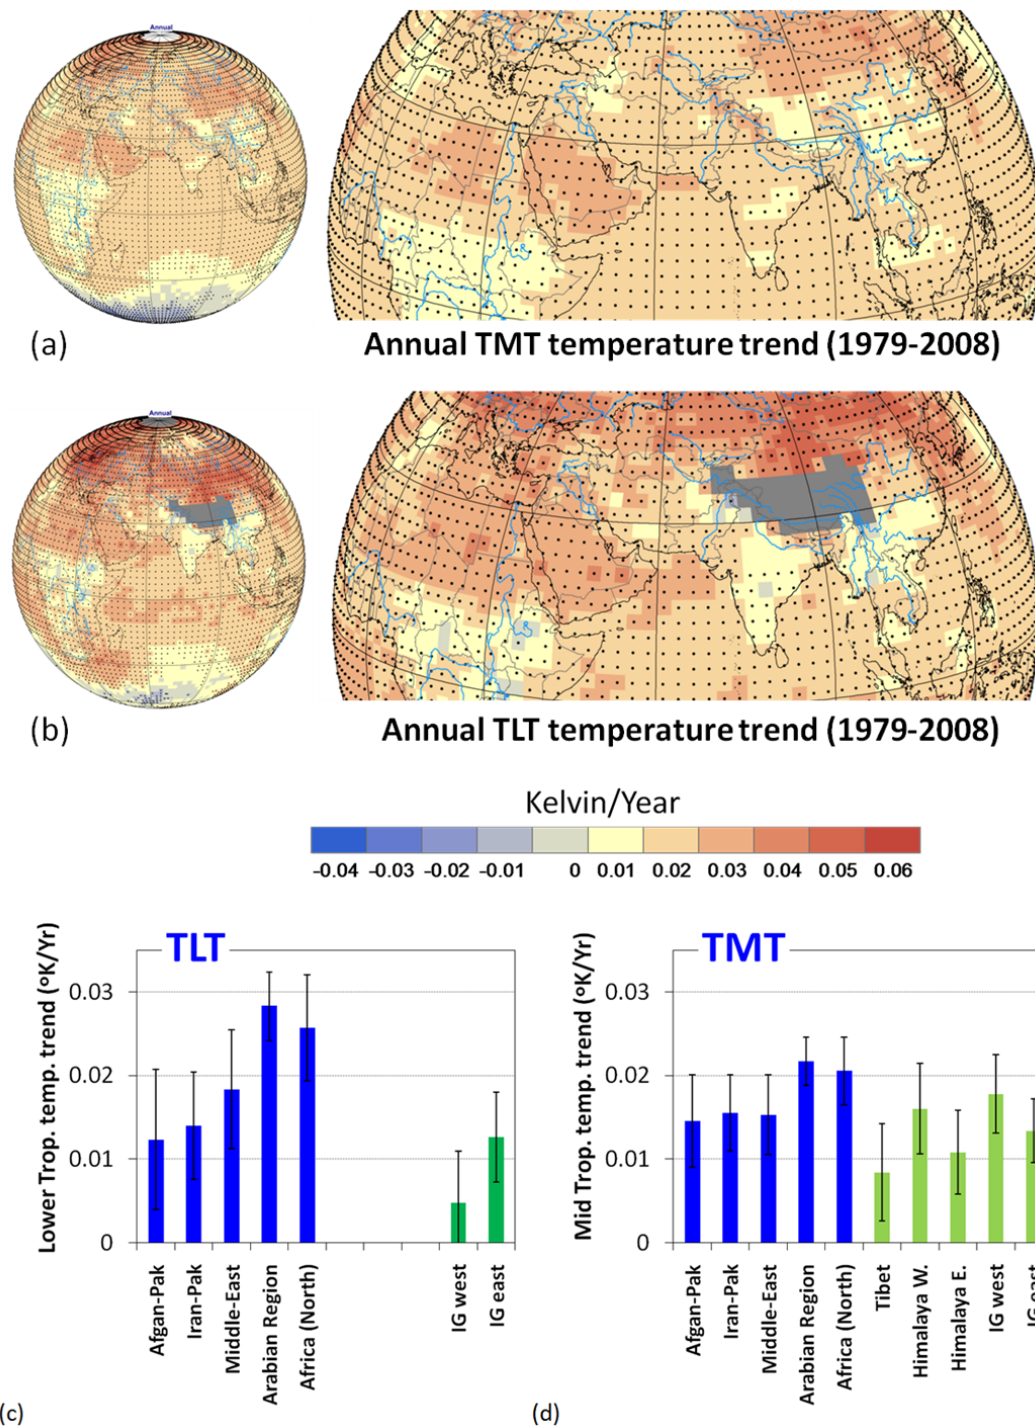 Annual
(a)
Annual TMT temperature trend (1979-2008)
Annual
(b)
Annual TLT temperature trend (1979-2008)
Kelvin/Year
-0.04 -0.03 -0.02 -0.01 0 0.01 0.02 0.03 0.04 0.05 0.06
TLT
Lower Trop. temp. trend (ºK/Yr)
0.03
0.02
0.01
0
Afgan-Pak
Iran-Pak
Middle-East
Arabian Region
Africa (North)
IG west
IG east
(c)
TMT
Mid Trop. temp. trend (ºK/Yr)
0.03
0.02
0.01
0
Afgan-Pak
Iran-Pak
Middle-East
Arabian Region
Africa (North)
Tibet
Himalaya W.
Himalaya E.
IG west
IG east
(d)